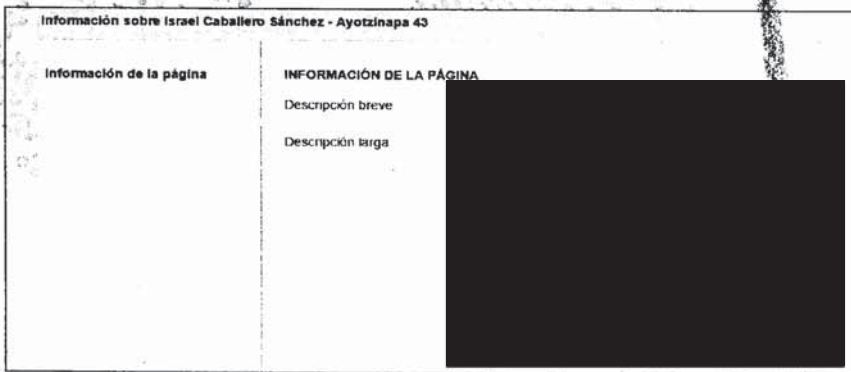 Información sobre Israel Caballero Sánchez - Ayotzinapa 43
Información de la página
INFORMACIÓN DE LA PÁGINA
Descripción breve
Descripción larga